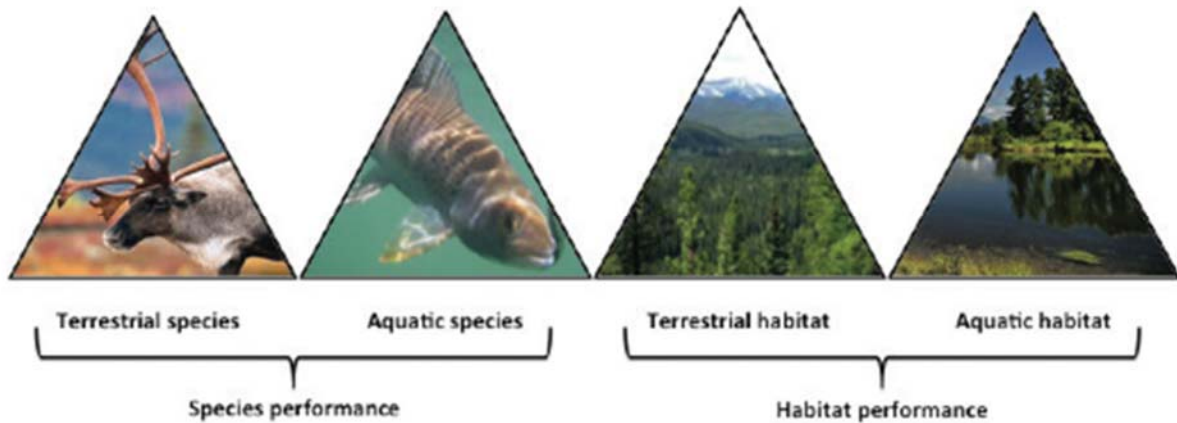 Terrestrial species
Aquatic species
Terrestrial habitat
Aquatic habitat
Species performance
Habitat performance